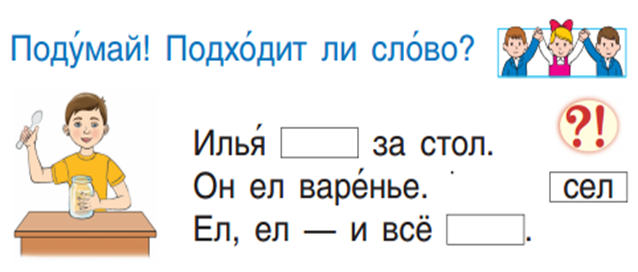 Поду́май! Подхо́дит ли сло́во?
?!
Илья́ за стол.
Он ел варе́нье.
сел
Ел, ел — и всё .